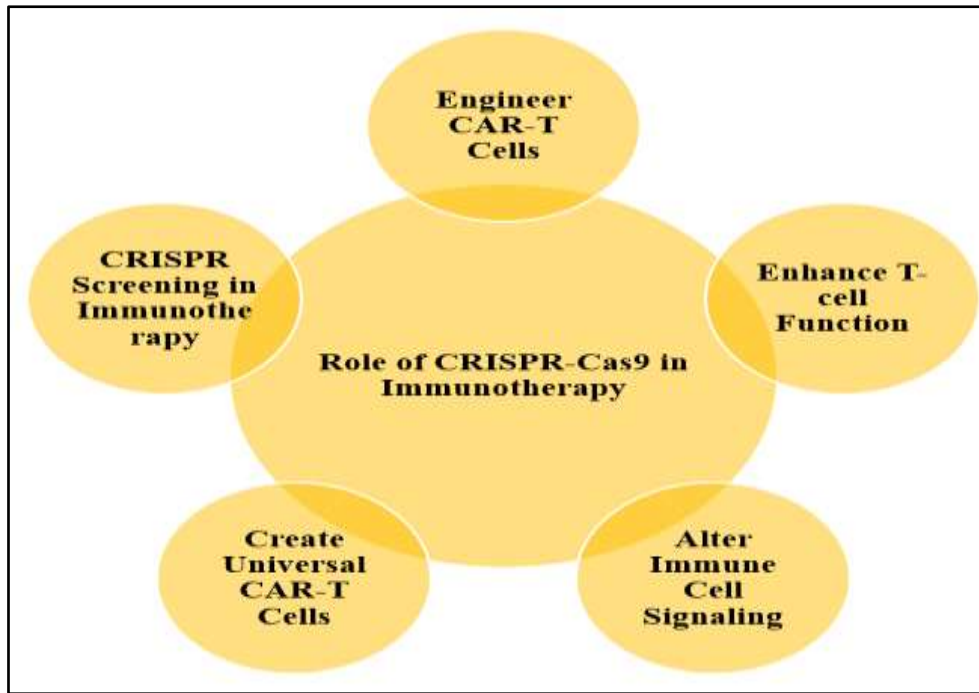 Engineer
CAR-T
Cells
CRISPR
Screening in
Immunothe
rapy
Enhance T-
cell
Function
Role of CRISPR-Cas9 in
Immunotherapy
Create
Universal
CAR-T
Cells
Alter
Immune
Cell
Signaling